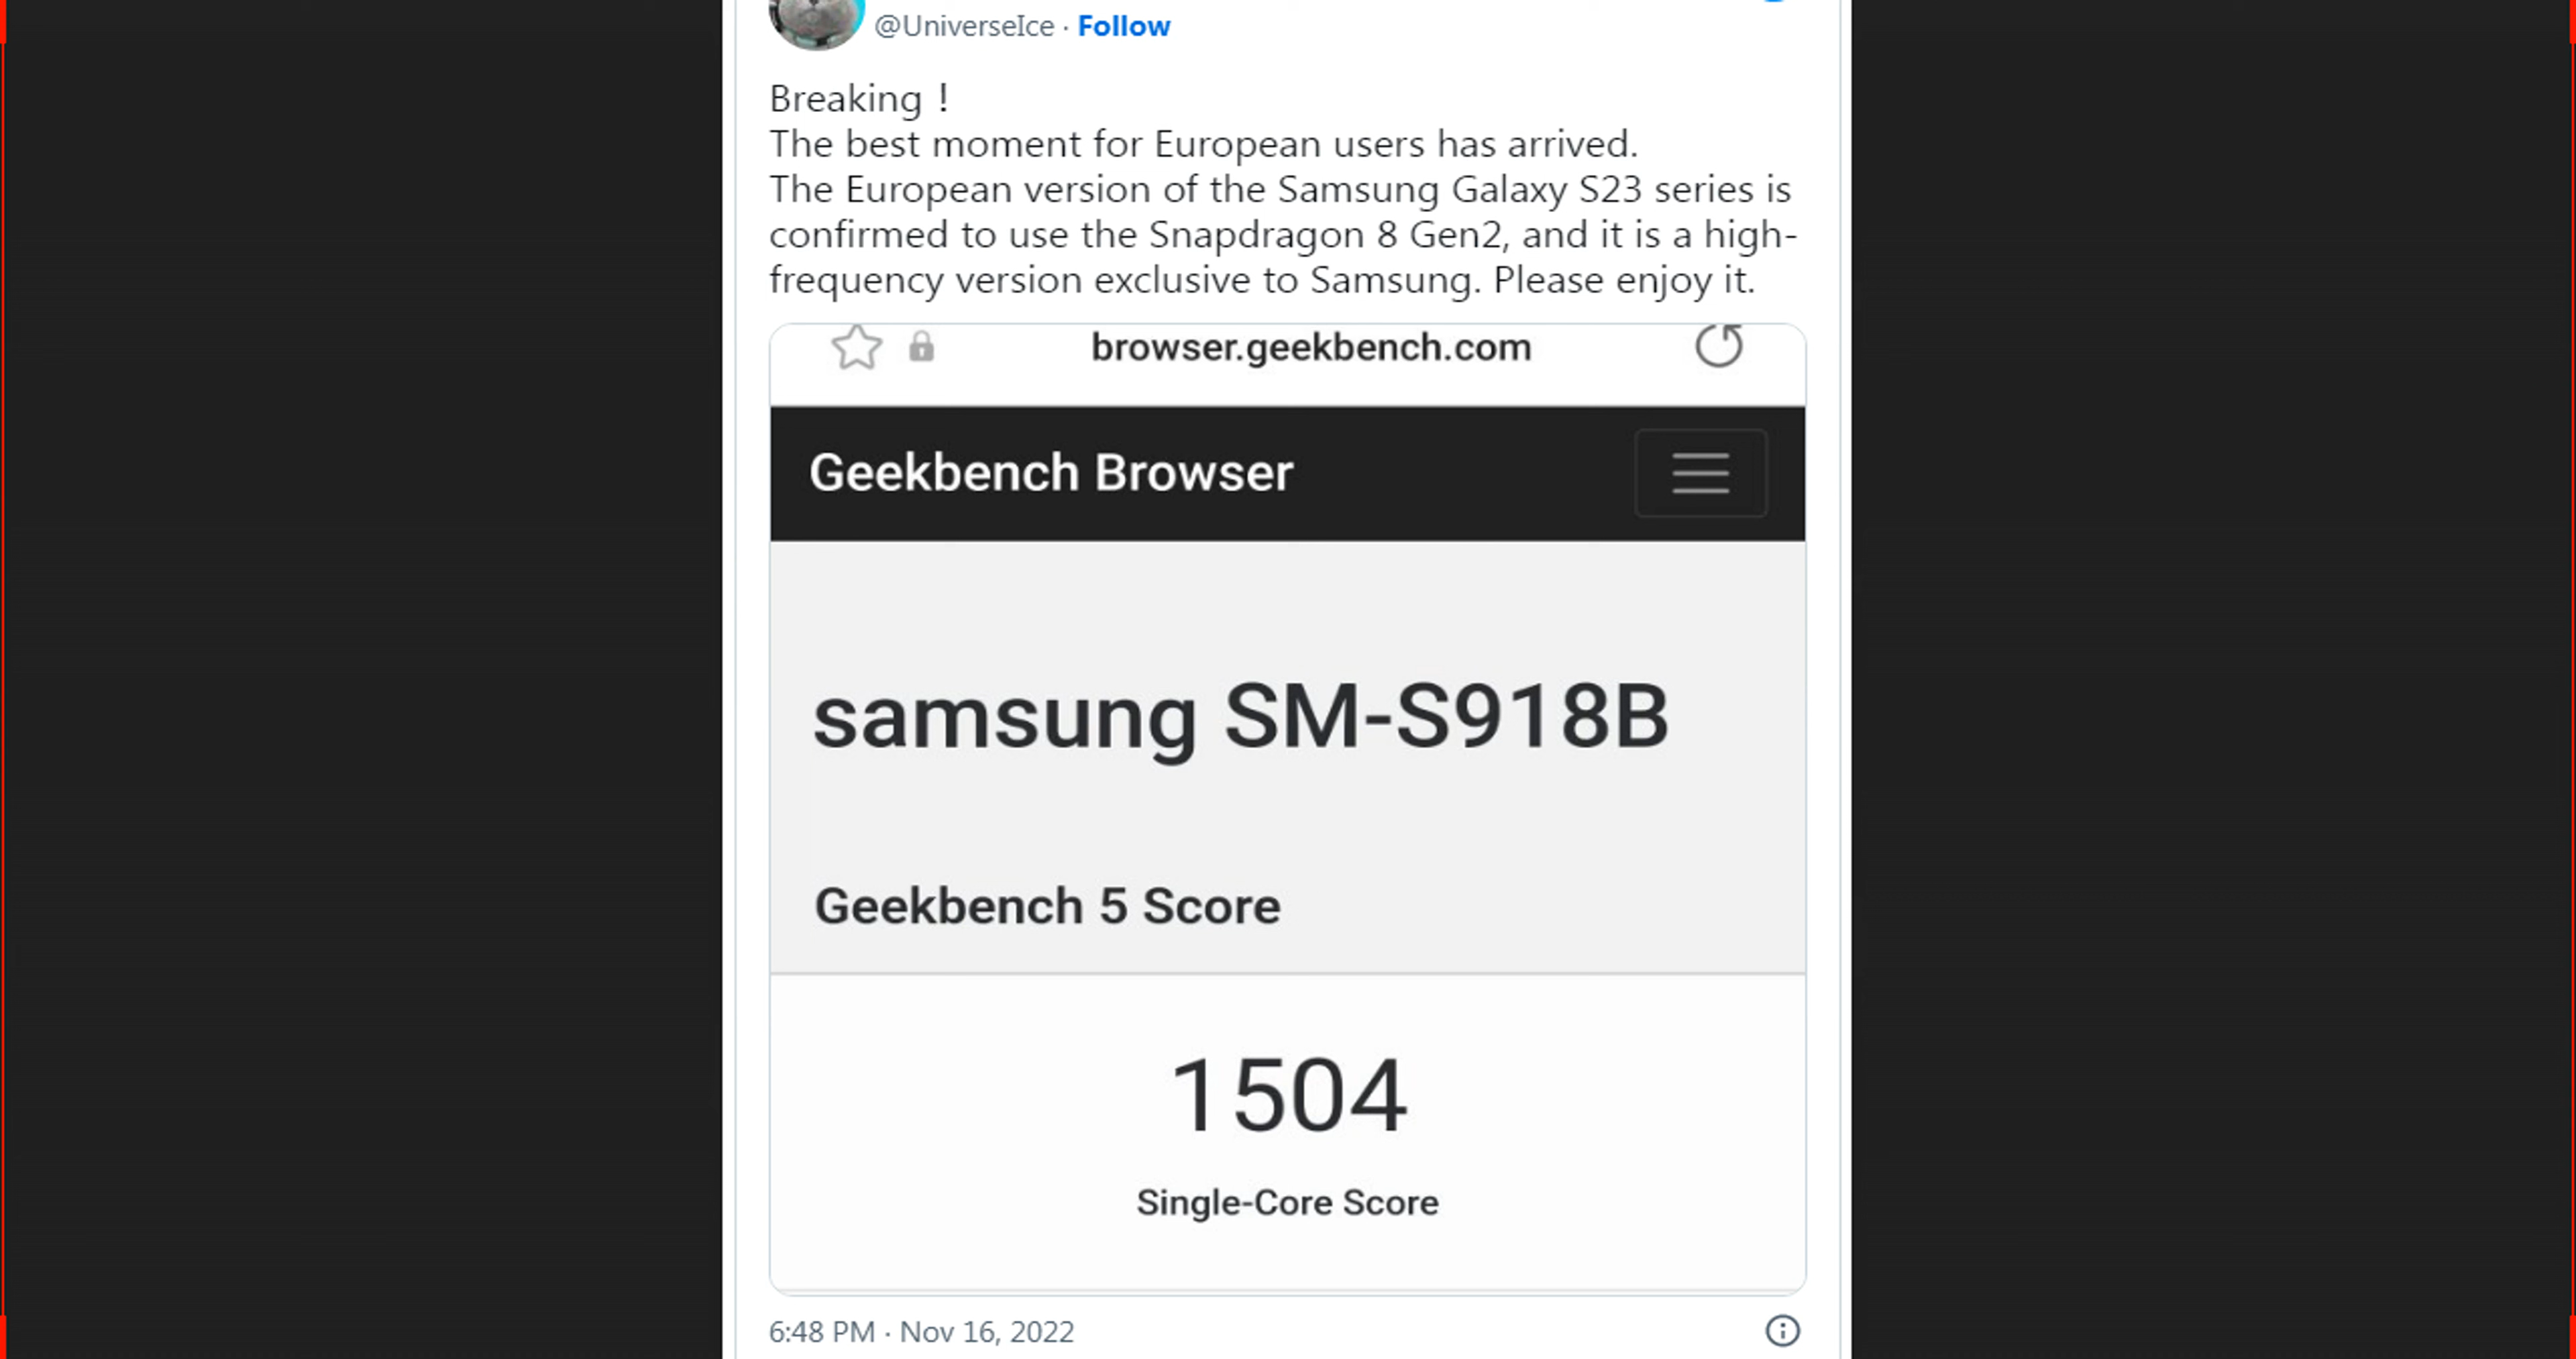 @UniverseIce · Follow
Breaking !
The best moment for European users has arrived.
The European version of the Samsung Galaxy S23 series is
confirmed to use the Snapdragon 8 Gen2, and it is a high-
frequency version exclusive to Samsung. Please enjoy it.
browser.geekbench.com
Geekbench Browser
samsung SM-S918B
Geekbench 5 Score
1504
Single-Core Score
6:48 PM · Nov 16, 2022